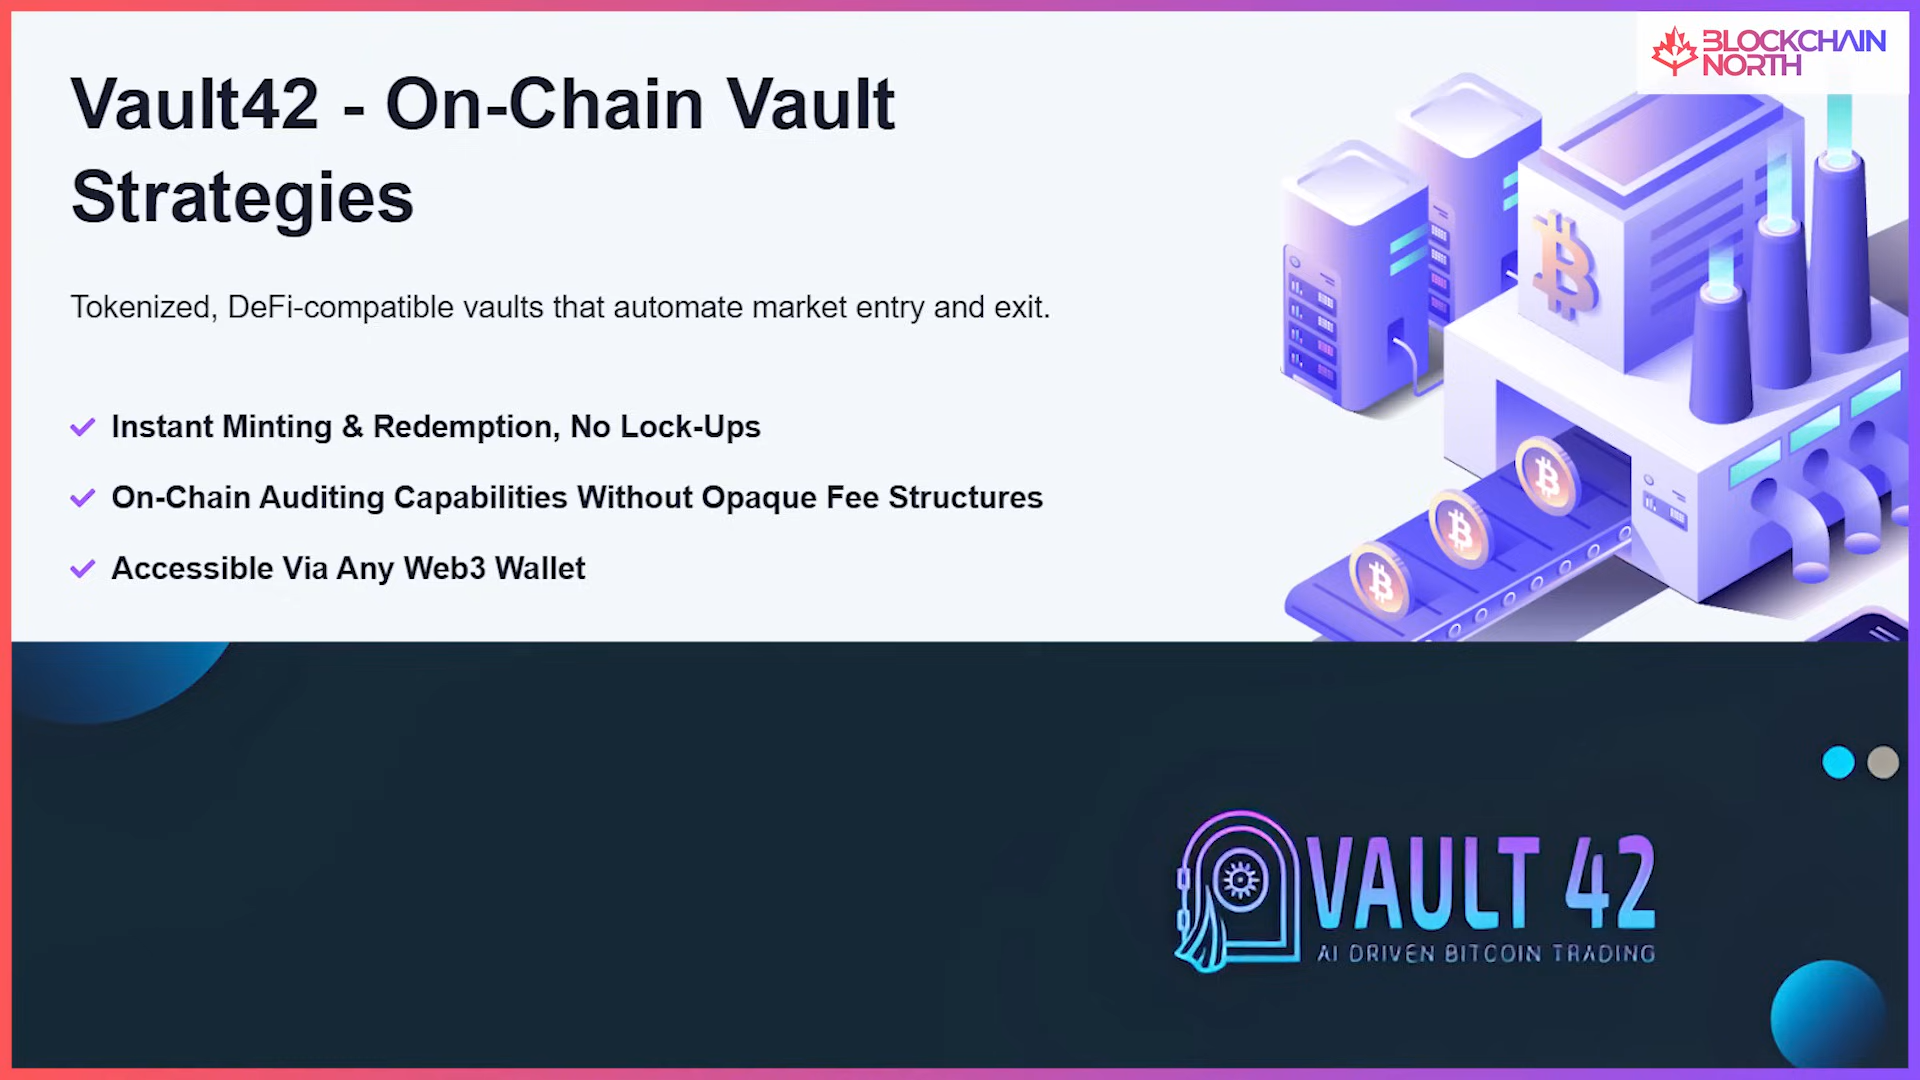 BLOCKCHAIN
NORTH
Vault42 - On-Chain Vault
Strategies
Tokenized, DeFi-compatible vaults that automate market entry and exit.
Instant Minting & Redemption, No Lock-Ups
On-Chain Auditing Capabilities Without Opaque Fee Structures
Accessible Via Any Web3 Wallet
VAULT 42
AI DRIVEN BITCOIN TRADING